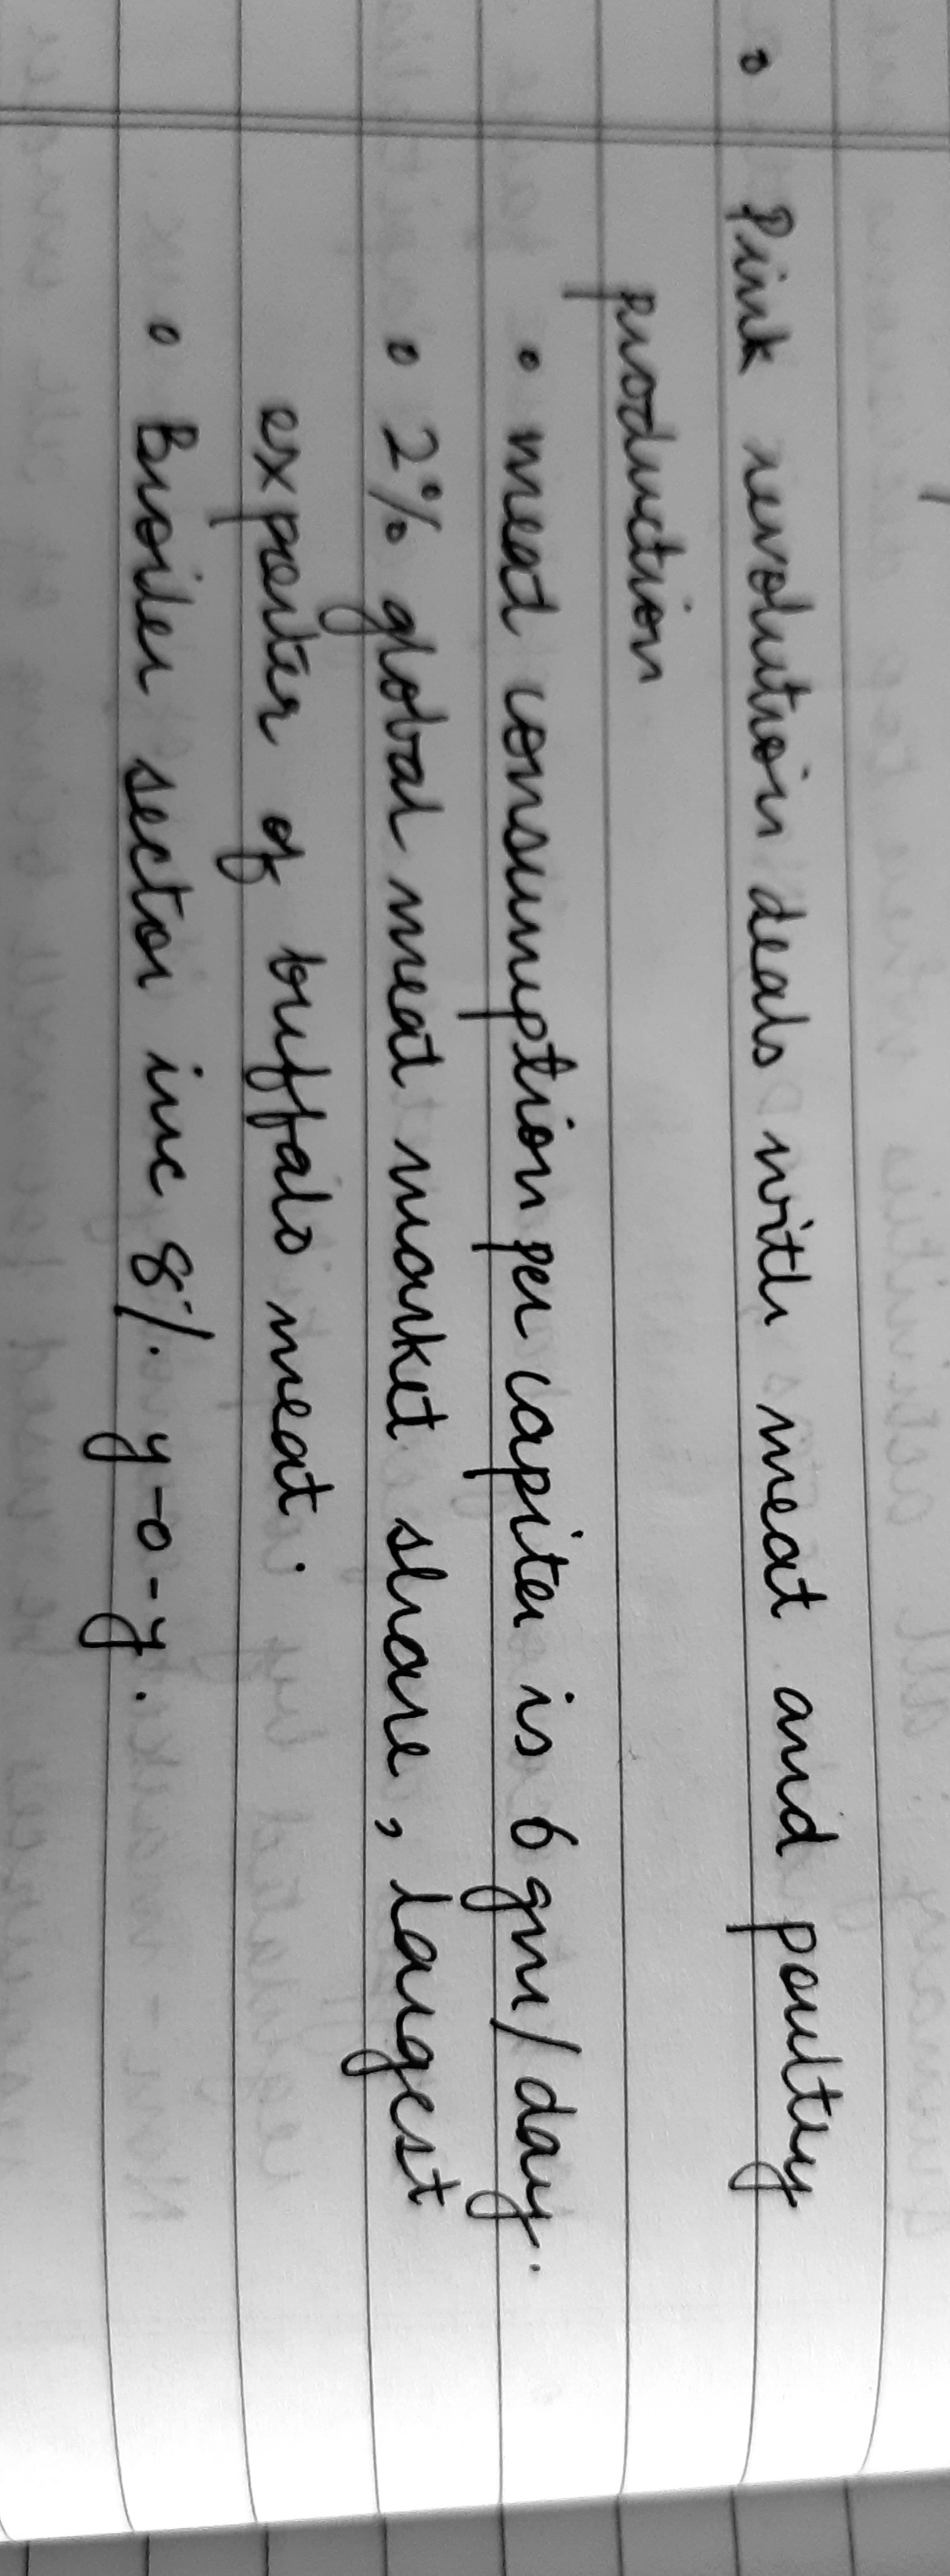 • Pink revolution deals with meat and poultry
production
• meat consumption per capita is 6 gm/day.
• 2% global meat market share, largest
exporter of buffalo meat.
• Broiler sector inc 8% y-o-y.